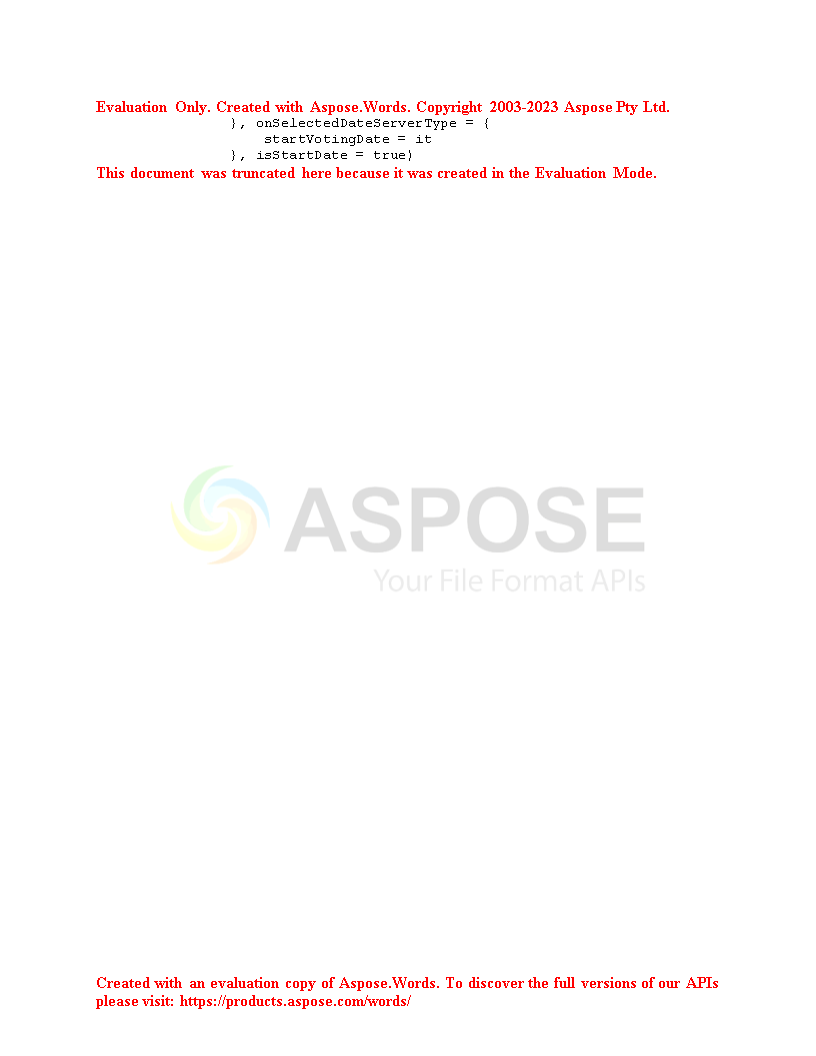 Evaluation Only. Created with Aspose.Words. Copyright 2003-2023 Aspose Pty Ltd.
}, onSelectedDateServerType = {
startVotingDate = it
}, isStartDate = true)
This document was truncated here because it was created in the Evaluation Mode.
ASPOSE
Your File Format APIs
Created with an evaluation copy of Aspose.Words. To discover the full versions of our APIs
please visit: https://products.aspose.com/words/